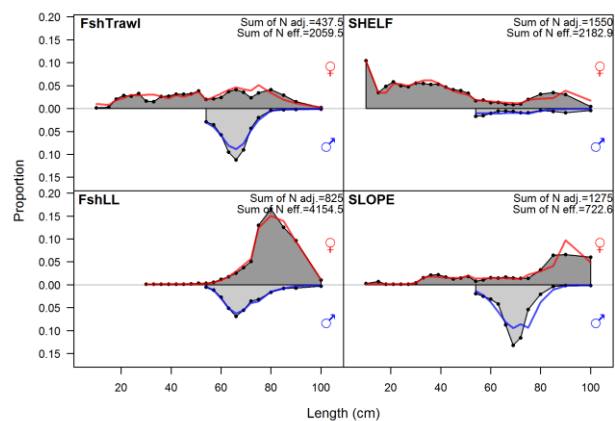 FshTrawl
Sum of N adj.=437.5
Sum of N eff.=2059.5
SHELF
Sum of N adj.=1550
Sum of N eff.=2182.9
0.20
0.15
0.10
0.05
0.00
0.05
0.10
0.15
♀
♂
♀
♂
FshLL
Sum of N adj.=825
Sum of N eff.=4154.5
SLOPE
Sum of N adj.=1275
Sum of N eff.=722.6
0.20
0.15
0.10
0.05
0.00
0.05
0.10
0.15
♀
♂
♀
♂
Proportion
20 40 60 80 100 20 40 60 80 100
Length (cm)